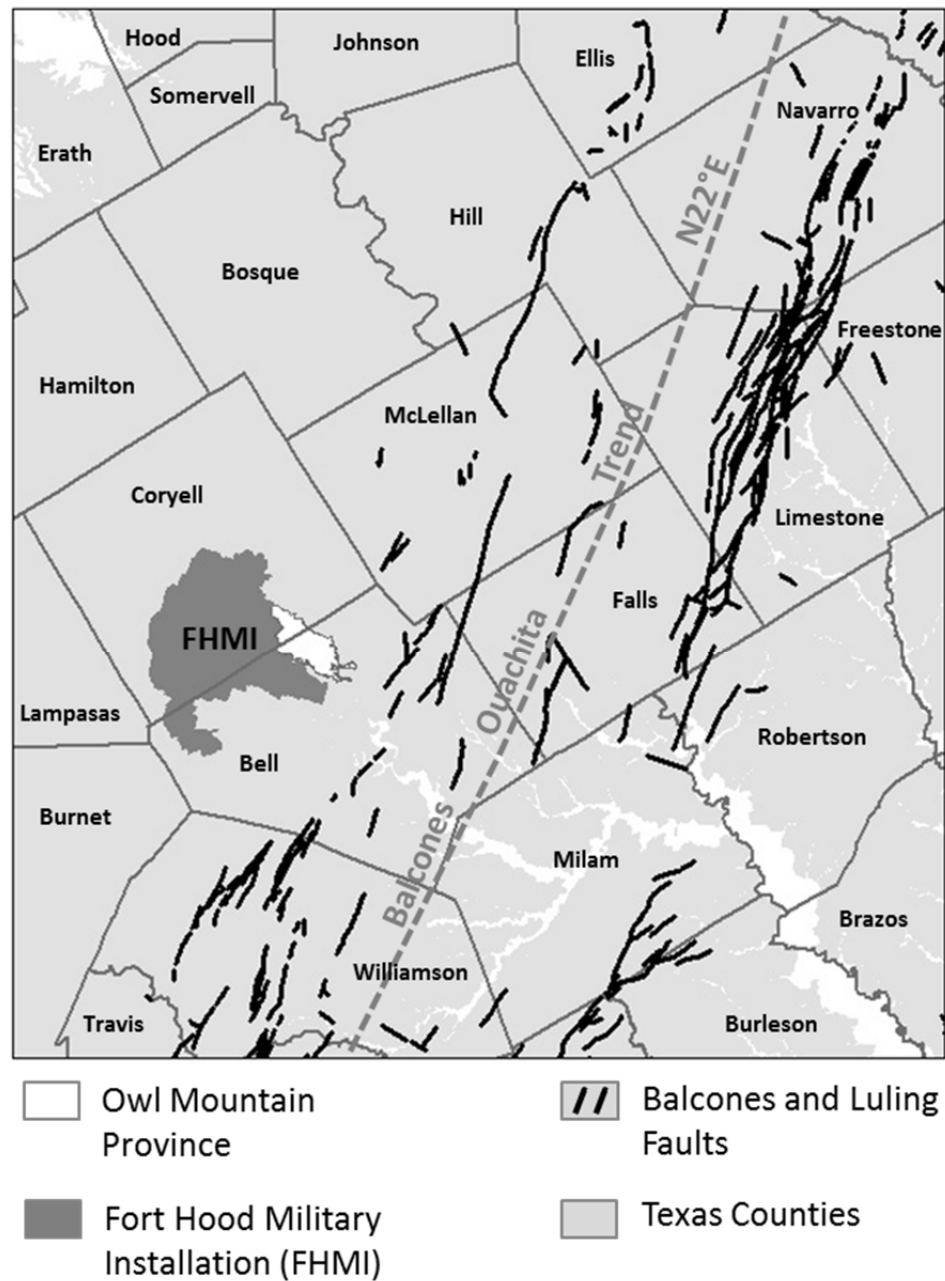 Hood
Johnson
Ellis
Somervell
Navarro
Erath
N22°E
Hill
Bosque
Freestone
Hamilton
McLellan
Trend
Coryell
Limestone
Falls
FHMI
Ouachita
Lampasas
Robertson
Bell
Burnet
Balcones
Milam
Brazos
Williamson
Travis
Burleson
Owl Mountain
Province
Balcones and Luling
Faults
Fort Hood Military
Installation (FHMI)
Texas Counties